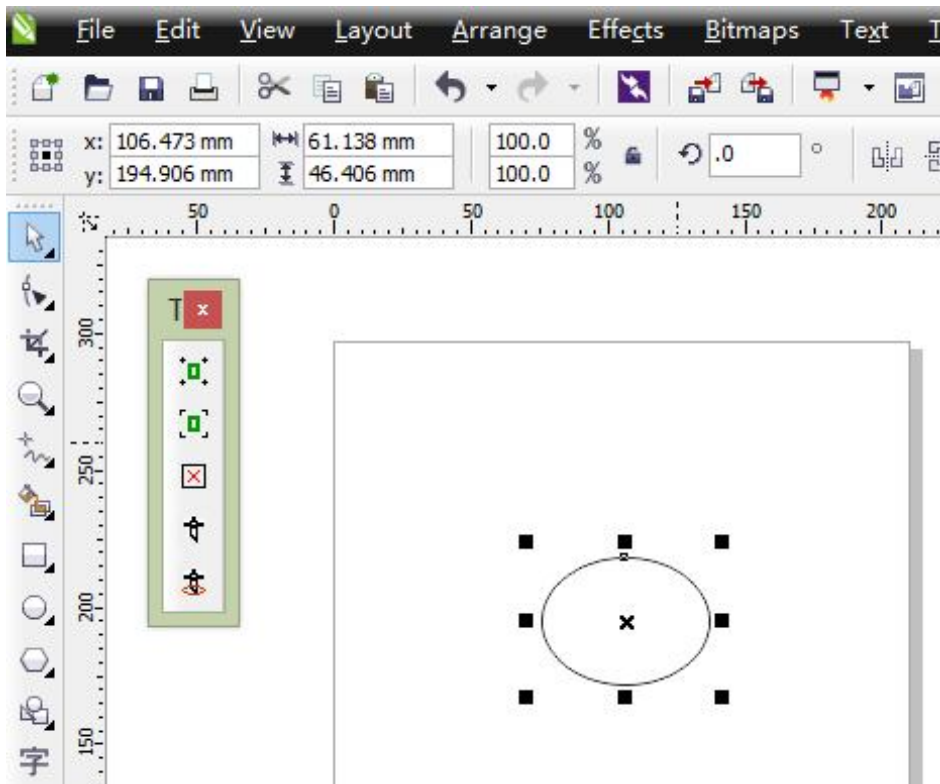 File Edit View Layout Arrange Effects Bitmaps Text T
x: 106.473 mm 61.138 mm 100.0 % .0 °
y: 194.906 mm 46.406 mm 100.0 %
50 0 50 100 150 200
T x
300
250
200
150
字